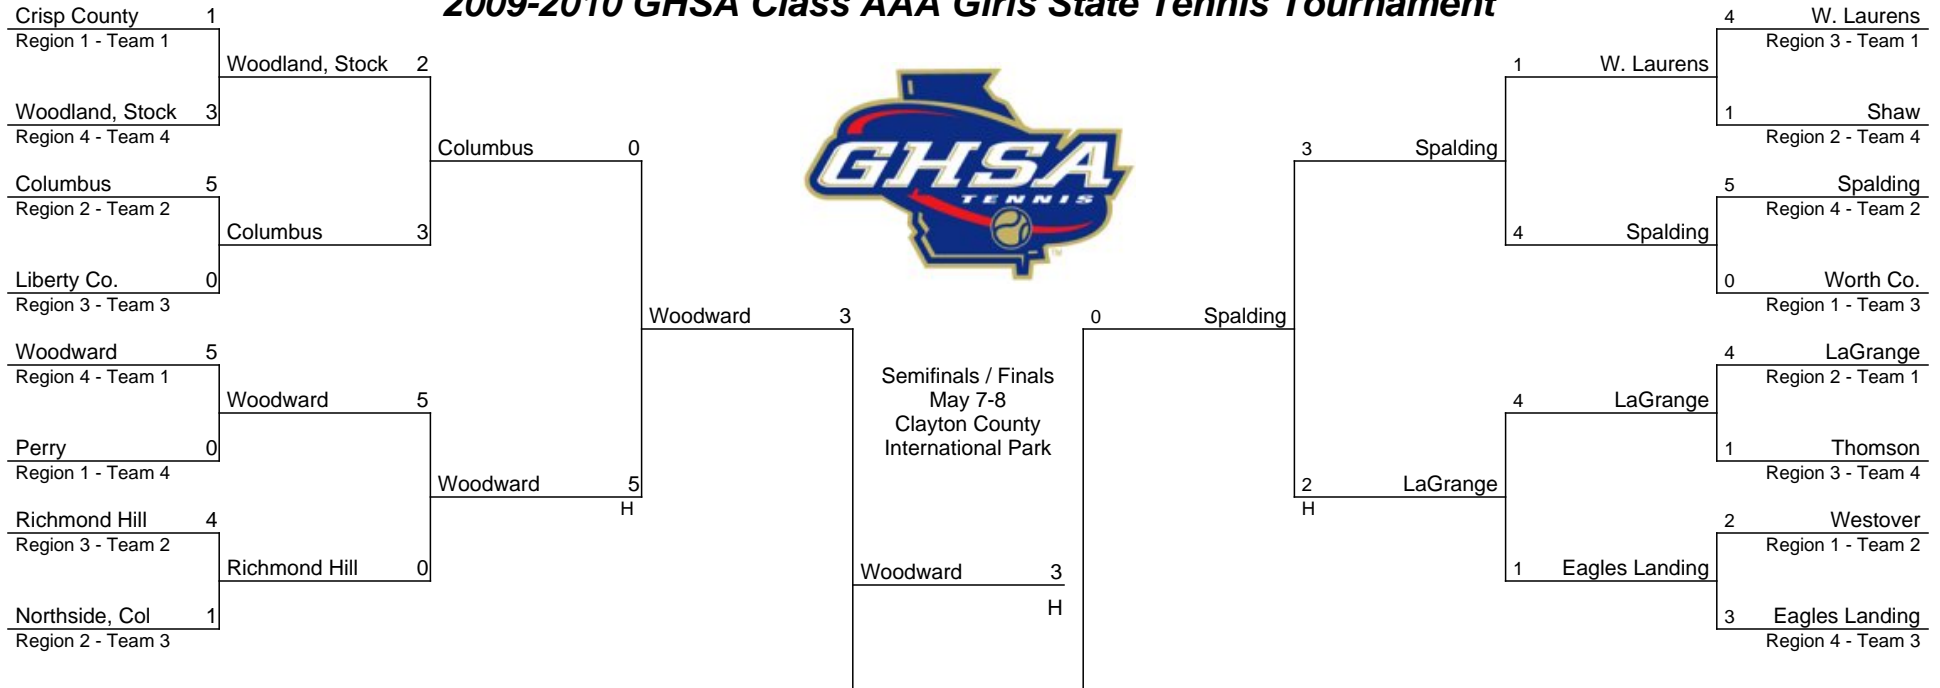 2009-2010 GHSA Class AAA Girls State Tennis Tournament
Crisp County 1
Region 1 - Team 1
Woodland, Stock 2
Woodland, Stock 3
Region 4 - Team 4
Columbus 0
Columbus 5
Region 2 - Team 2
Columbus 3
Liberty Co. 0
Region 3 - Team 3
Woodward 3
Woodward 5
Region 4 - Team 1
Woodward 5
Perry 0
Region 1 - Team 4
Woodward 5
H
Richmond Hill 4
Region 3 - Team 2
Richmond Hill 0
Northside, Col 1
Region 2 - Team 3
GHSA
TENNIS
TM
Semifinals / Finals
May 7-8
Clayton County
International Park
Woodward 3
H
4 W. Laurens
Region 3 - Team 1
1 W. Laurens
1 Shaw
Region 2 - Team 4
3 Spalding
5 Spalding
Region 4 - Team 2
4 Spalding
0 Worth Co.
Region 1 - Team 3
0 Spalding
4 LaGrange
Region 2 - Team 1
4 LaGrange
1 Thomson
Region 3 - Team 4
2 LaGrange
H
2 Westover
Region 1 - Team 2
1 Eagles Landing
3 Eagles Landing
Region 4 - Team 3